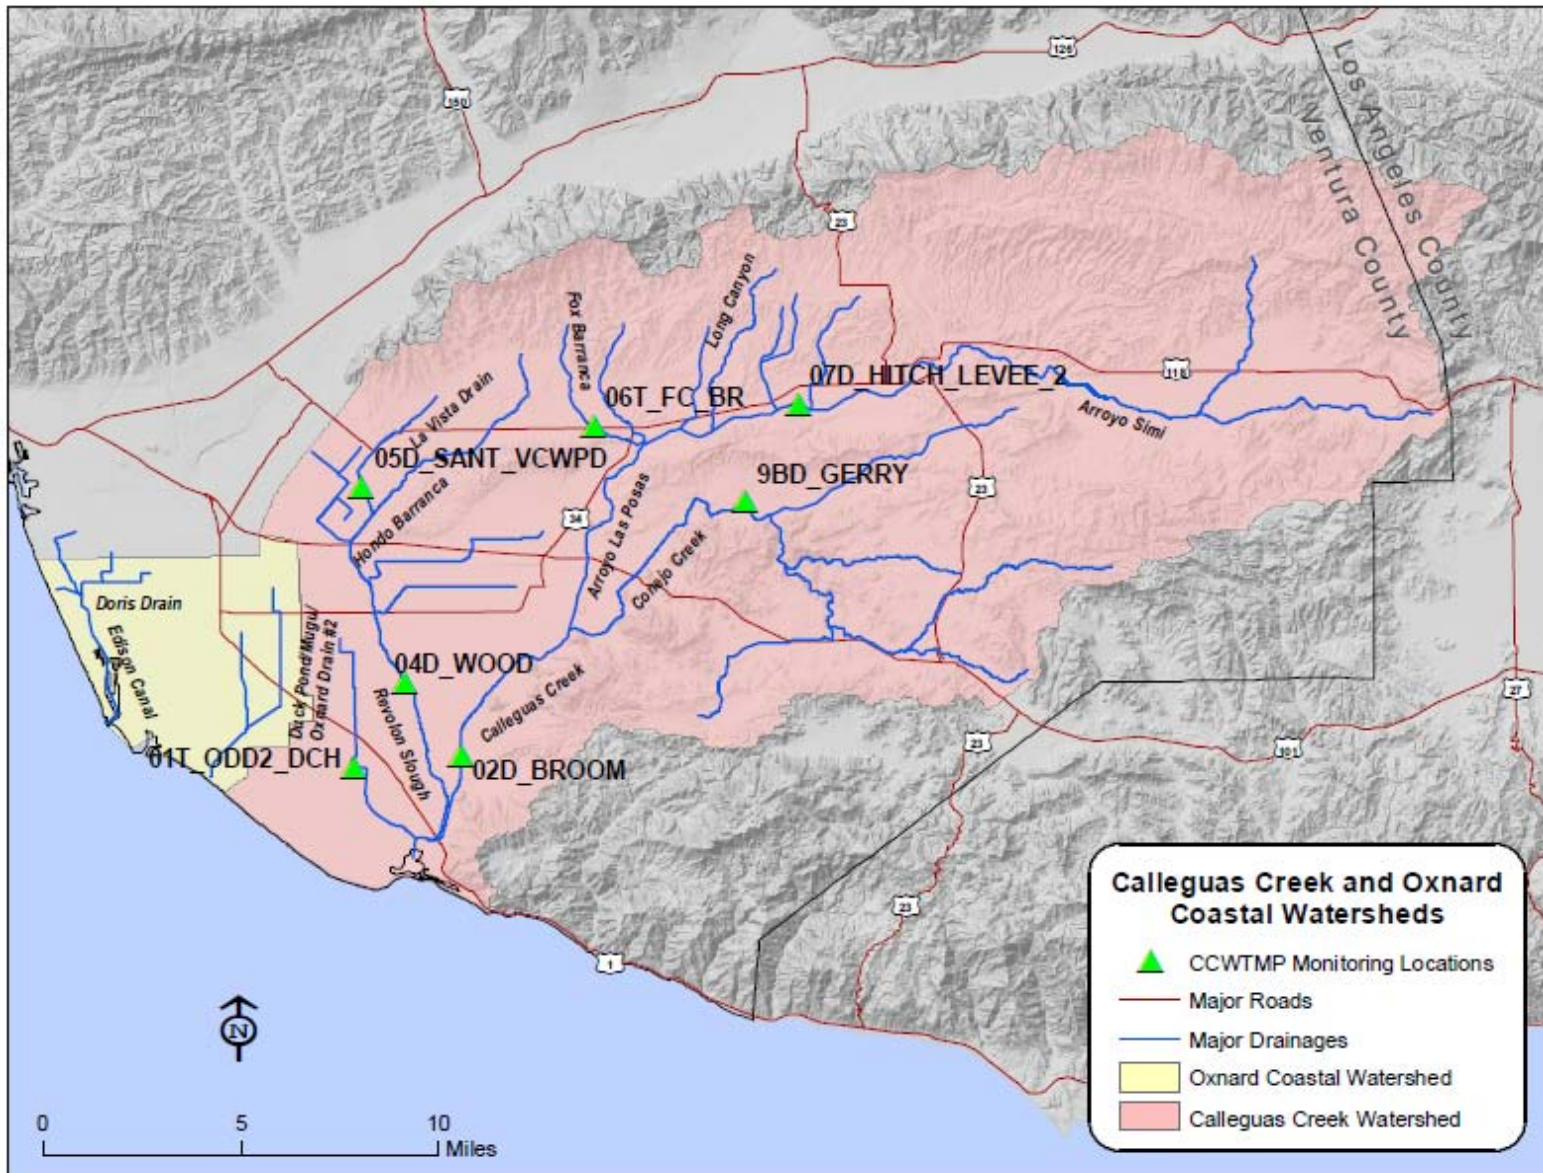 126
150
Los Angeles County
Ventura County
23
Long Canyon
Fox Barranca
07D_HITCH_LEVEE_2
118
06T_FC_BR
Arroyo Simi
La Vista Drain
05D_SANT_VCWPD
9BD_GERRY
23
Hondo Barranca
34
Arroyo Las Posas
Conejo Creek
Doris Drain
Edison Canal
Duck Pond/Mugu/
Oxnard Drain #2
04D_WOOD
Revolon Slough
Calleguas Creek
27
23
101
01T_ODD2_DCH
02D_BROOM
23
1
Calleguas Creek and Oxnard
Coastal Watersheds
CCWTMP Monitoring Locations
Major Roads
Major Drainages
Oxnard Coastal Watershed
Calleguas Creek Watershed
N
0 5 10
Miles